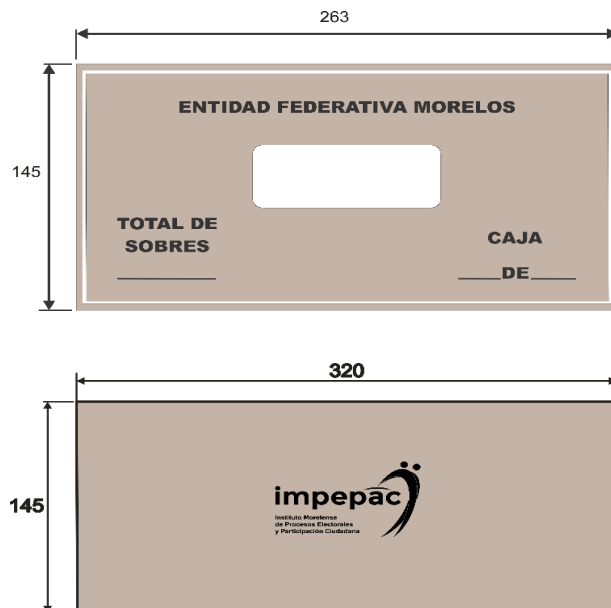 263
145
ENTIDAD FEDERATIVA MORELOS
TOTAL DE
SOBRES
CAJA
____DE____
320
145
impepac
Instituto Morelense
de Procesos Electorales
y Participación Ciudadana